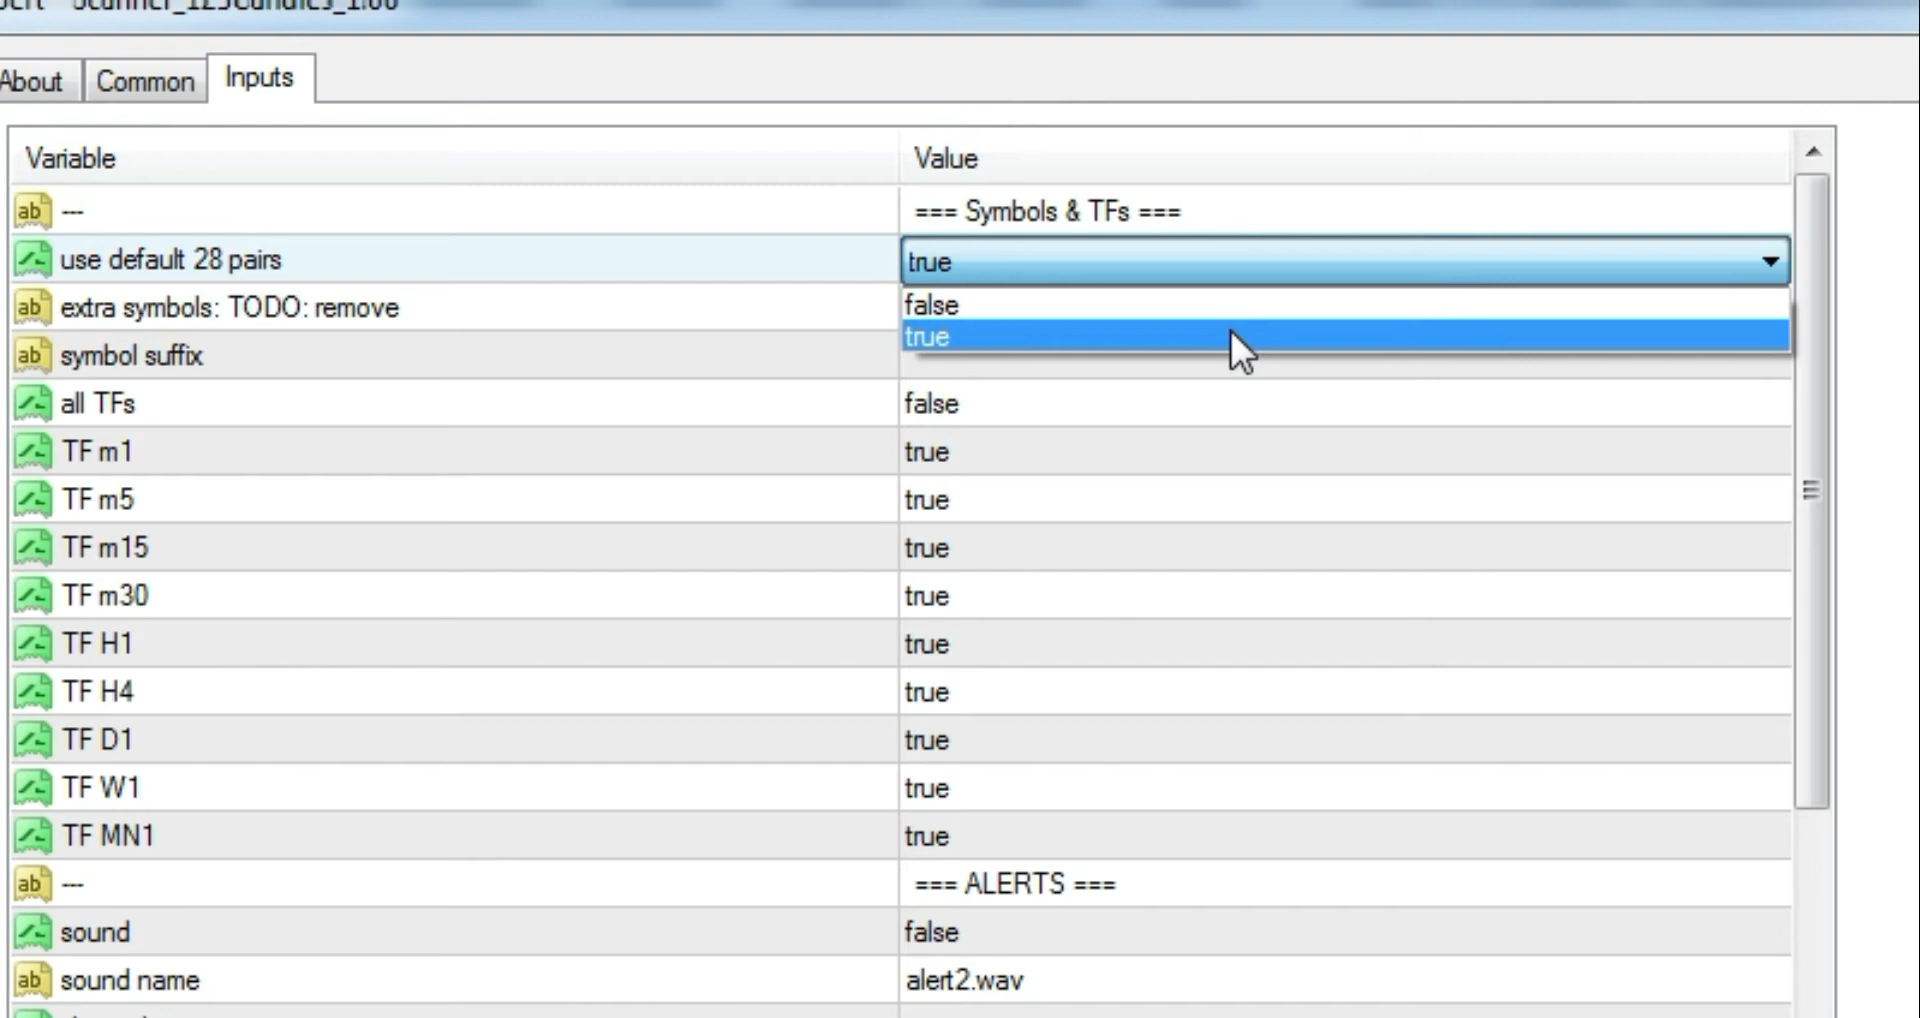 Scanner_123Candles_1.00
About Common Inputs
Variable Value
--- === Symbols & TFs ===
use default 28 pairs true
extra symbols: TODO: remove false
true
symbol suffix
all TFs false
TF m1 true
TF m5 true
TF m15 true
TF m30 true
TF H1 true
TF H4 true
TF D1 true
TF W1 true
TF MN1 true
--- === ALERTS ===
sound false
sound name alert2.wav